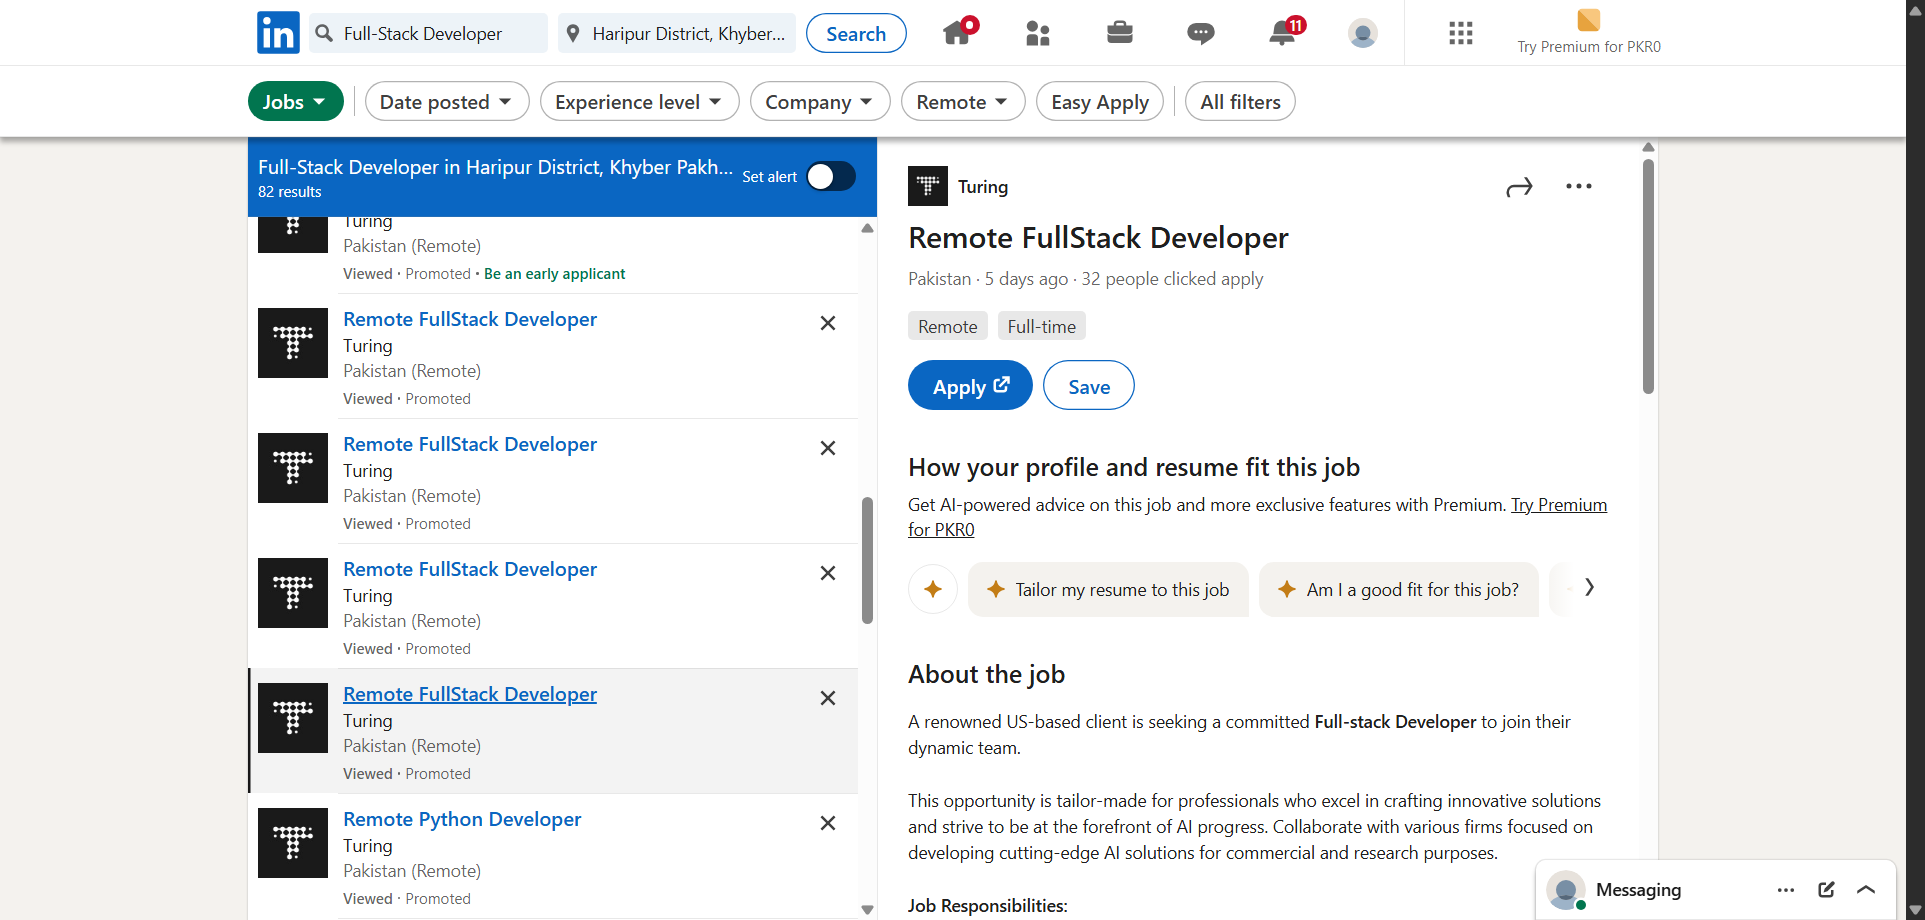 in
Full-Stack Developer
Haripur District, Khyber...
Search
11
Try Premium for PKR0
Jobs
Date posted
Experience level
Company
Remote
Easy Apply
All filters
Full-Stack Developer in Haripur District, Khyber Pakh...
82 results
Set alert
Turing
Pakistan (Remote)
Viewed · Promoted · Be an early applicant
Remote FullStack Developer
Turing
Pakistan (Remote)
Viewed · Promoted
Remote FullStack Developer
Turing
Pakistan (Remote)
Viewed · Promoted
Remote FullStack Developer
Turing
Pakistan (Remote)
Viewed · Promoted
Remote FullStack Developer
Turing
Pakistan (Remote)
Viewed · Promoted
Remote Python Developer
Turing
Pakistan (Remote)
Viewed · Promoted
Turing
Remote FullStack Developer
Pakistan · 5 days ago · 32 people clicked apply
Remote
Full-time
Apply
Save
How your profile and resume fit this job
Get AI-powered advice on this job and more exclusive features with Premium. Try Premium
for PKR0
Tailor my resume to this job
Am I a good fit for this job?
About the job
A renowned US-based client is seeking a committed Full-stack Developer to join their
dynamic team.
This opportunity is tailor-made for professionals who excel in crafting innovative solutions
and strive to be at the forefront of AI progress. Collaborate with various firms focused on
developing cutting-edge AI solutions for commercial and research purposes.
Job Responsibilities:
Messaging